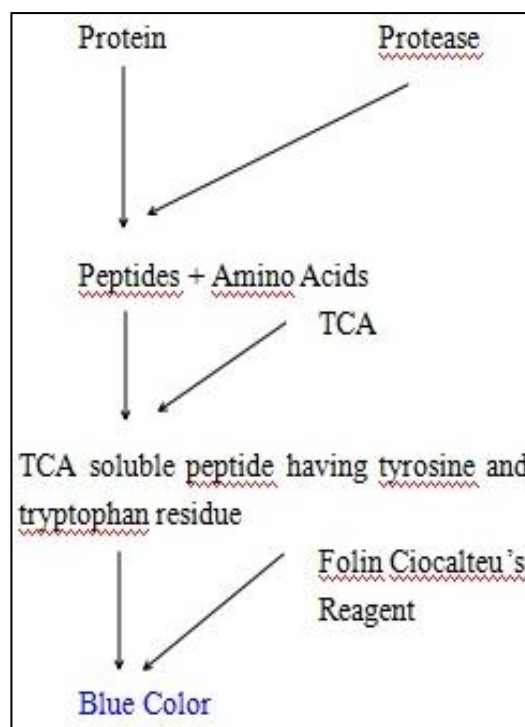 Protein Protease
Peptides + Amino Acids
TCA
TCA soluble peptide having tyrosine and
tryptophan residue
Folin Ciocalteu's
Reagent
Blue Color